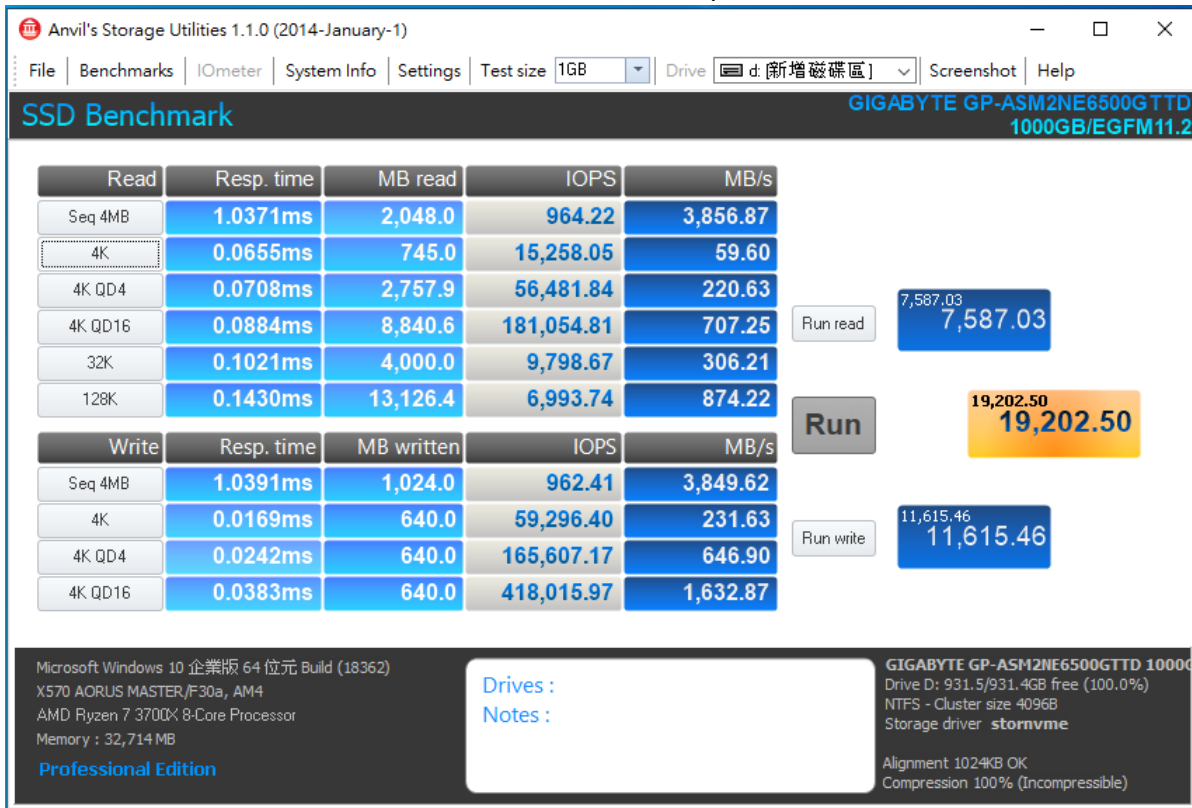 Anvil's Storage Utilities 1.1.0 (2014-January-1)
File Benchmarks IOmeter System Info Settings Test size 1GB Drive d: [新增磁碟區] Screenshot Help
SSD Benchmark
GIGABYTE GP-ASM2NE6500GTTD
1000GB/EGFM11.2
Read Resp. time MB read IOPS MB/s
Seq 4MB 1.0371ms 2,048.0 964.22 3,856.87
4K 0.0655ms 745.0 15,258.05 59.60
4K QD4 0.0708ms 2,757.9 56,481.84 220.63
4K QD16 0.0884ms 8,840.6 181,054.81 707.25
32K 0.1021ms 4,000.0 9,798.67 306.21
128K 0.1430ms 13,126.4 6,993.74 874.22
Run read
7,587.03
7,587.03
Run
19,202.50
19,202.50
Write Resp. time MB written IOPS MB/s
Seq 4MB 1.0391ms 1,024.0 962.41 3,849.62
4K 0.0169ms 640.0 59,296.40 231.63
4K QD4 0.0242ms 640.0 165,607.17 646.90
4K QD16 0.0383ms 640.0 418,015.97 1,632.87
Run write
11,615.46
11,615.46
Microsoft Windows 10 企業版 64 位元 Build (18362)
X570 AORUS MASTER/F30a, AM4
AMD Ryzen 7 3700X 8-Core Processor
Memory : 32,714 MB
Professional Edition
Drives :
Notes :
GIGABYTE GP-ASM2NE6500GTTD 1000G
Drive D: 931.5/931.4GB free (100.0%)
NTFS - Cluster size 4096B
Storage driver stornvme
Alignment 1024KB OK
Compression 100% (Incompressible)